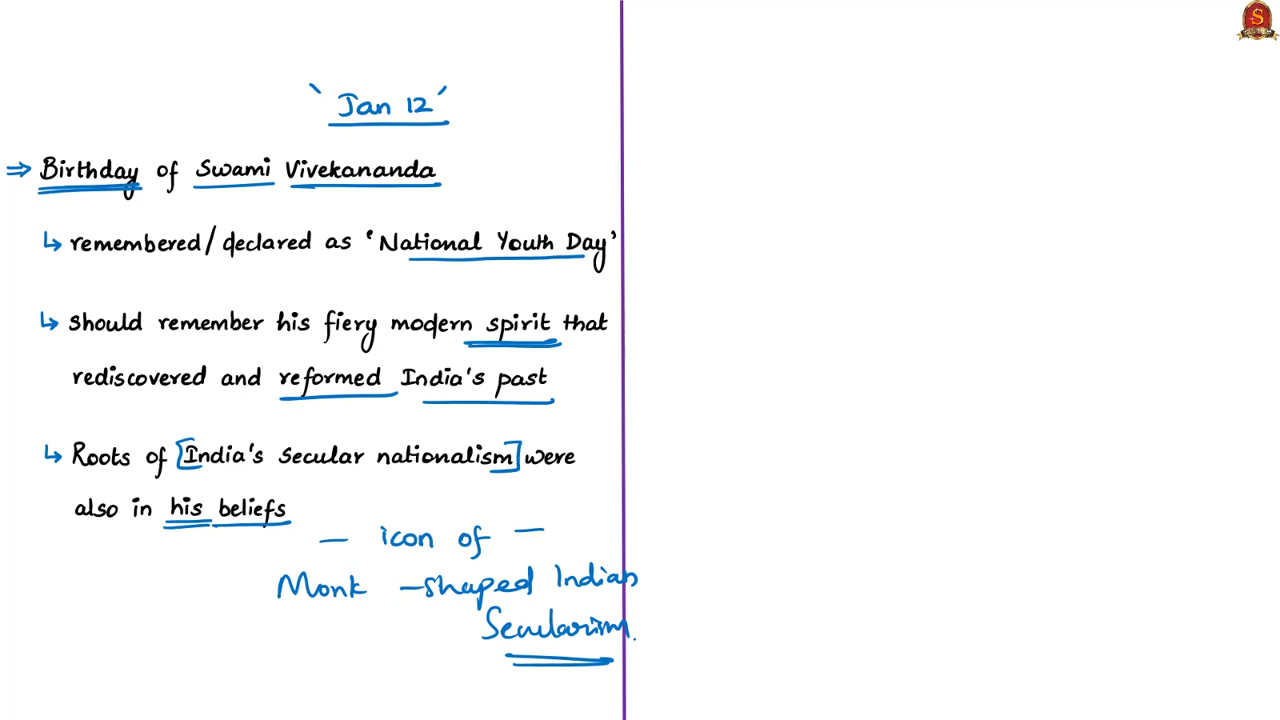 'Jan 12'
⇒ Birthday of Swami Vivekananda
↳ remembered/declared as 'National Youth Day'
↳ should remember his fiery modern spirit that
rediscovered and reformed India's past
↳ Roots of [India's secular nationalism] were
also in his beliefs
— icon of —
Monk – shaped Indian
Secularism.
S